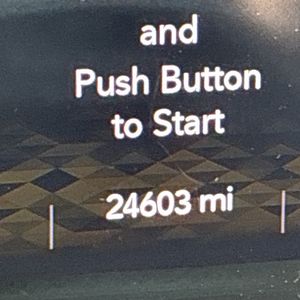 and
Push Button
to Start
24603 mi